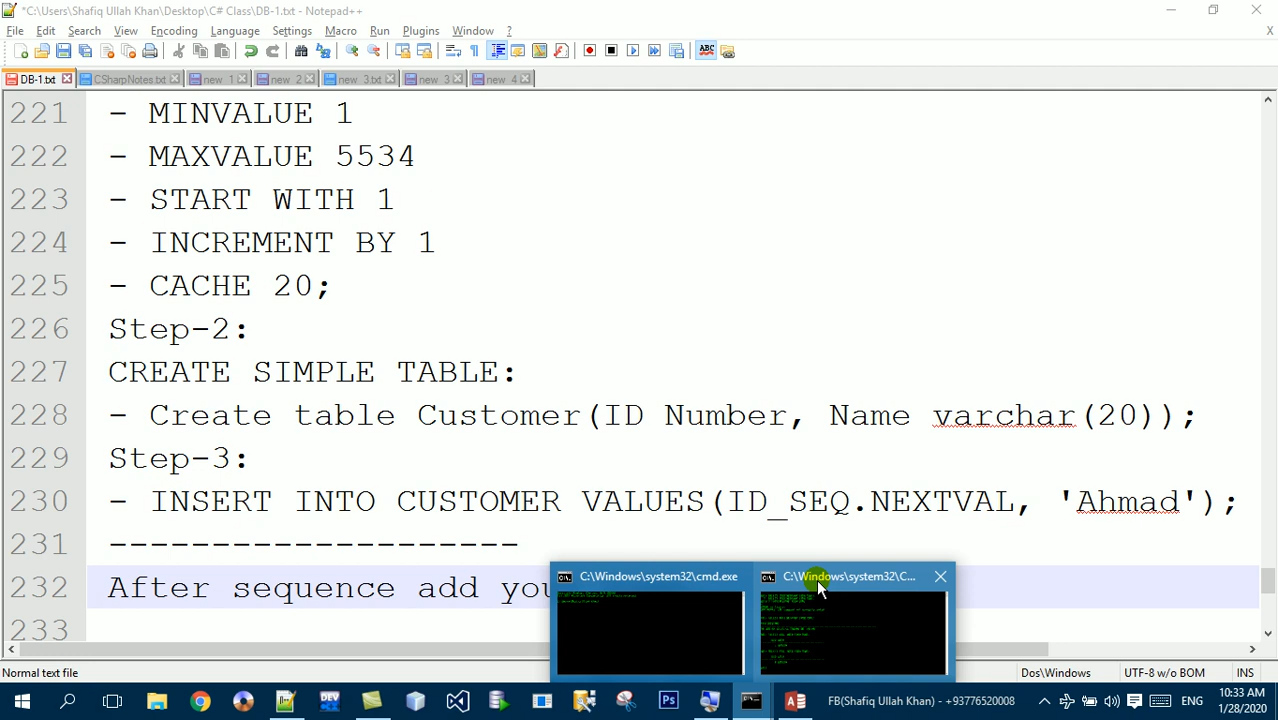 *C:\Users\Shafiq Ullah Khan\Desktop\C# Class\DB-1.txt - Notepad++
File Edit Search View Encoding Language Settings Macro Run Plugins Window ?
X
DB-1.txt CSharpNotes.txt new 1 new 2 new 3.txt new 3 new 4
221 - MINVALUE 1
222 - MAXVALUE 5534
223 - START WITH 1
224 - INCREMENT BY 1
225 - CACHE 20;
226 Step-2:
227 CREATE SIMPLE TABLE:
228 - Create table Customer(ID Number, Name varchar(20));
229 Step-3:
230 - INSERT INTO CUSTOMER VALUES(ID_SEQ.NEXTVAL, 'Ahmad');
231 --------------------
232 After sequence add you
233
C:\Windows\system32\cmd.exe C:\Windows\system32\C...
Normal text file Dos\Windows UTF-8 w/o BOM INS
FB(Shafiq Ullah Khan) - +93776520008 ENG 10:33 AM
1/28/2020